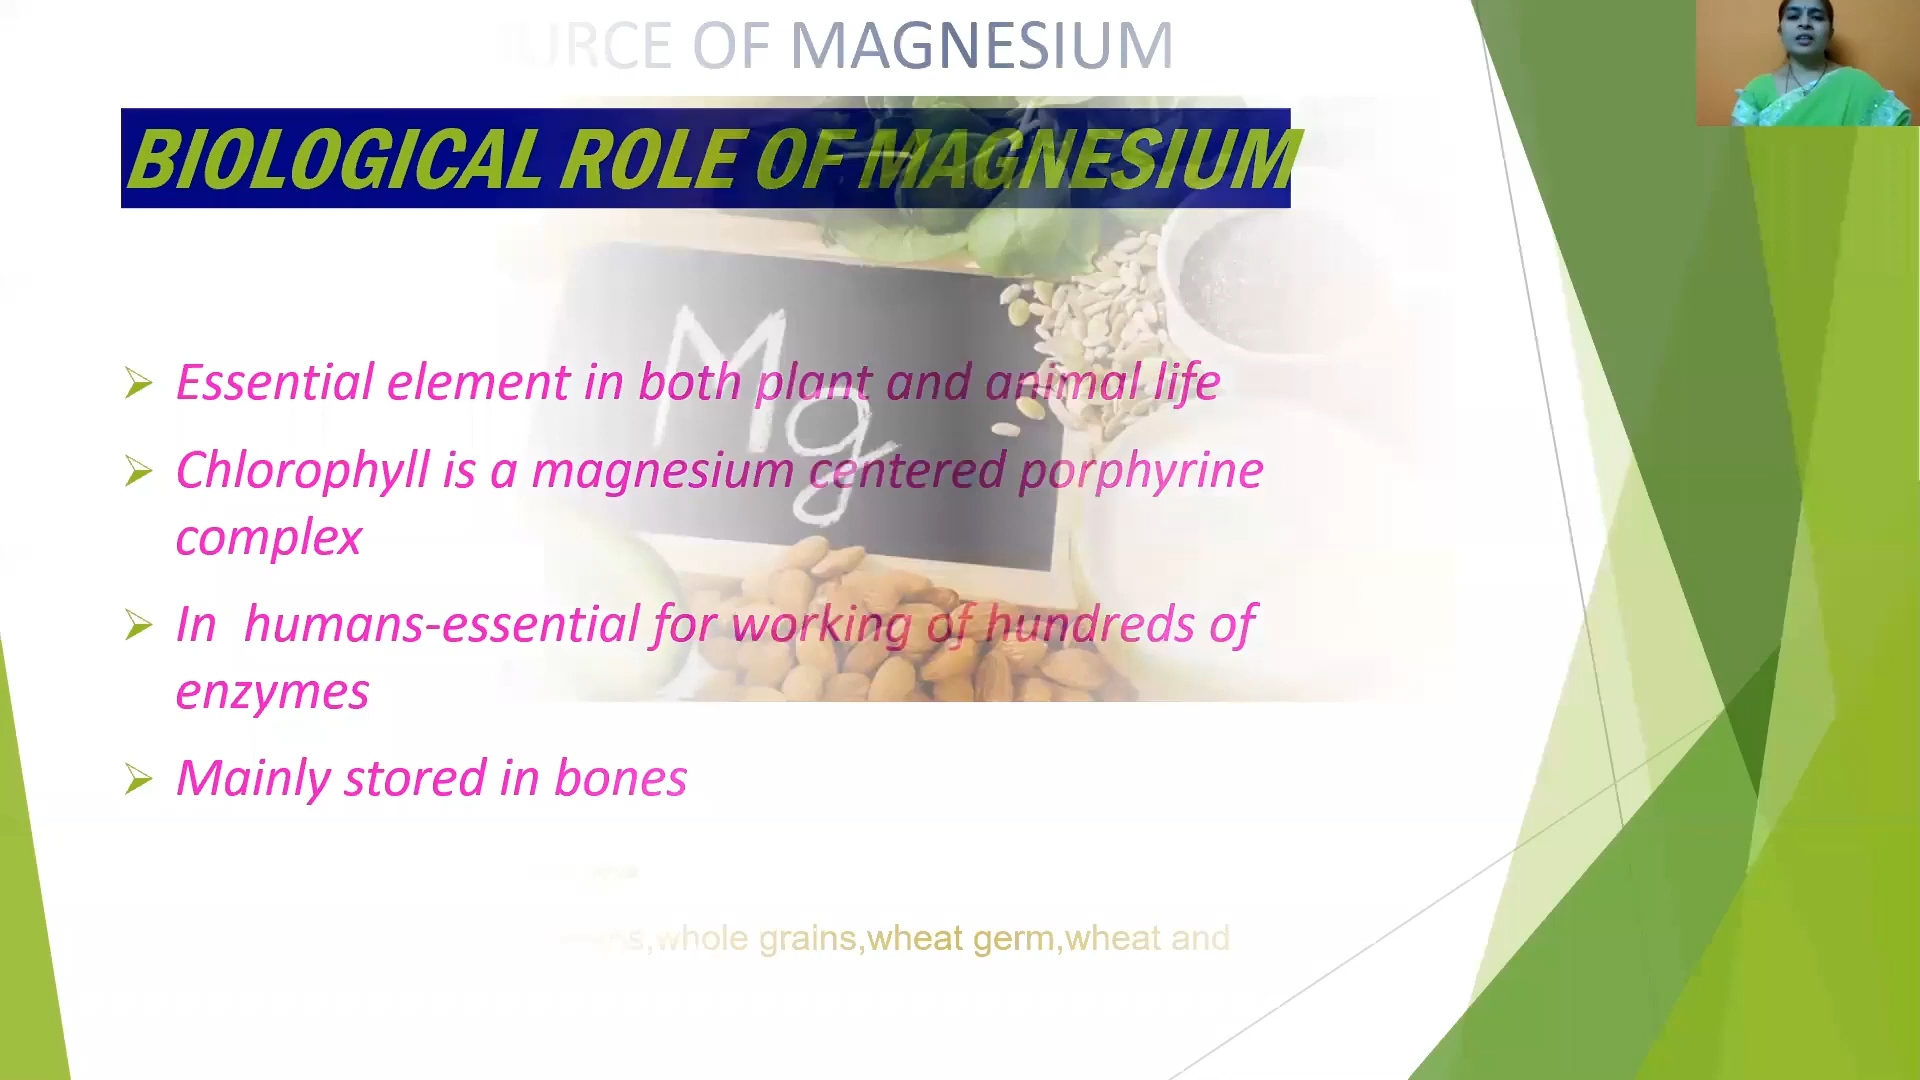 OF MAGNESIUM
BIOLOGICAL ROLE OF MAGNESIUM
Mg
Essential element in both plant and animal life
Chlorophyll is a magnesium centered porphyrine
complex
In humans-essential for working of hundreds of
enzymes
Mainly stored in bones
,whole grains,wheat germ,wheat and